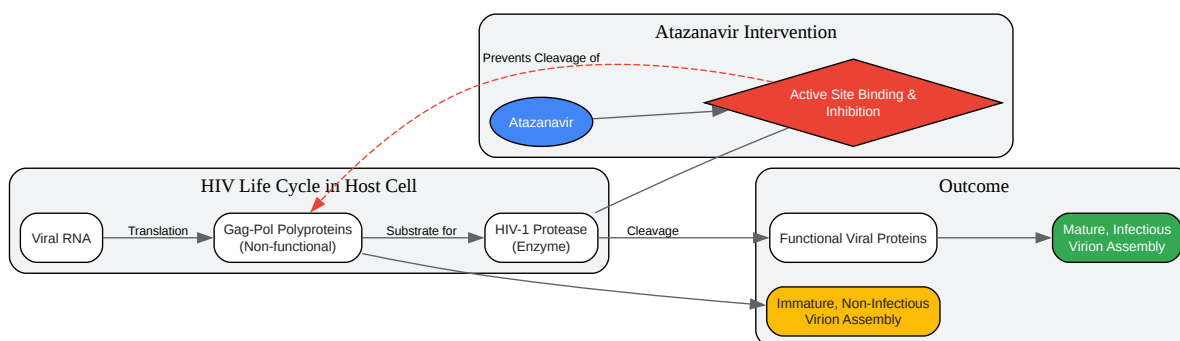 Atazanavir Intervention
Prevents Cleavage of
Active Site Binding &
Inhibition
Atazanavir
HIV Life Cycle in Host Cell
Viral RNA
Translation
Gag-Pol Polyproteins
(Non-functional)
Substrate for
HIV-1 Protease
(Enzyme)
Cleavage
Outcome
Functional Viral Proteins
Mature, Infectious
Virion Assembly
Immature, Non-Infectious
Virion Assembly